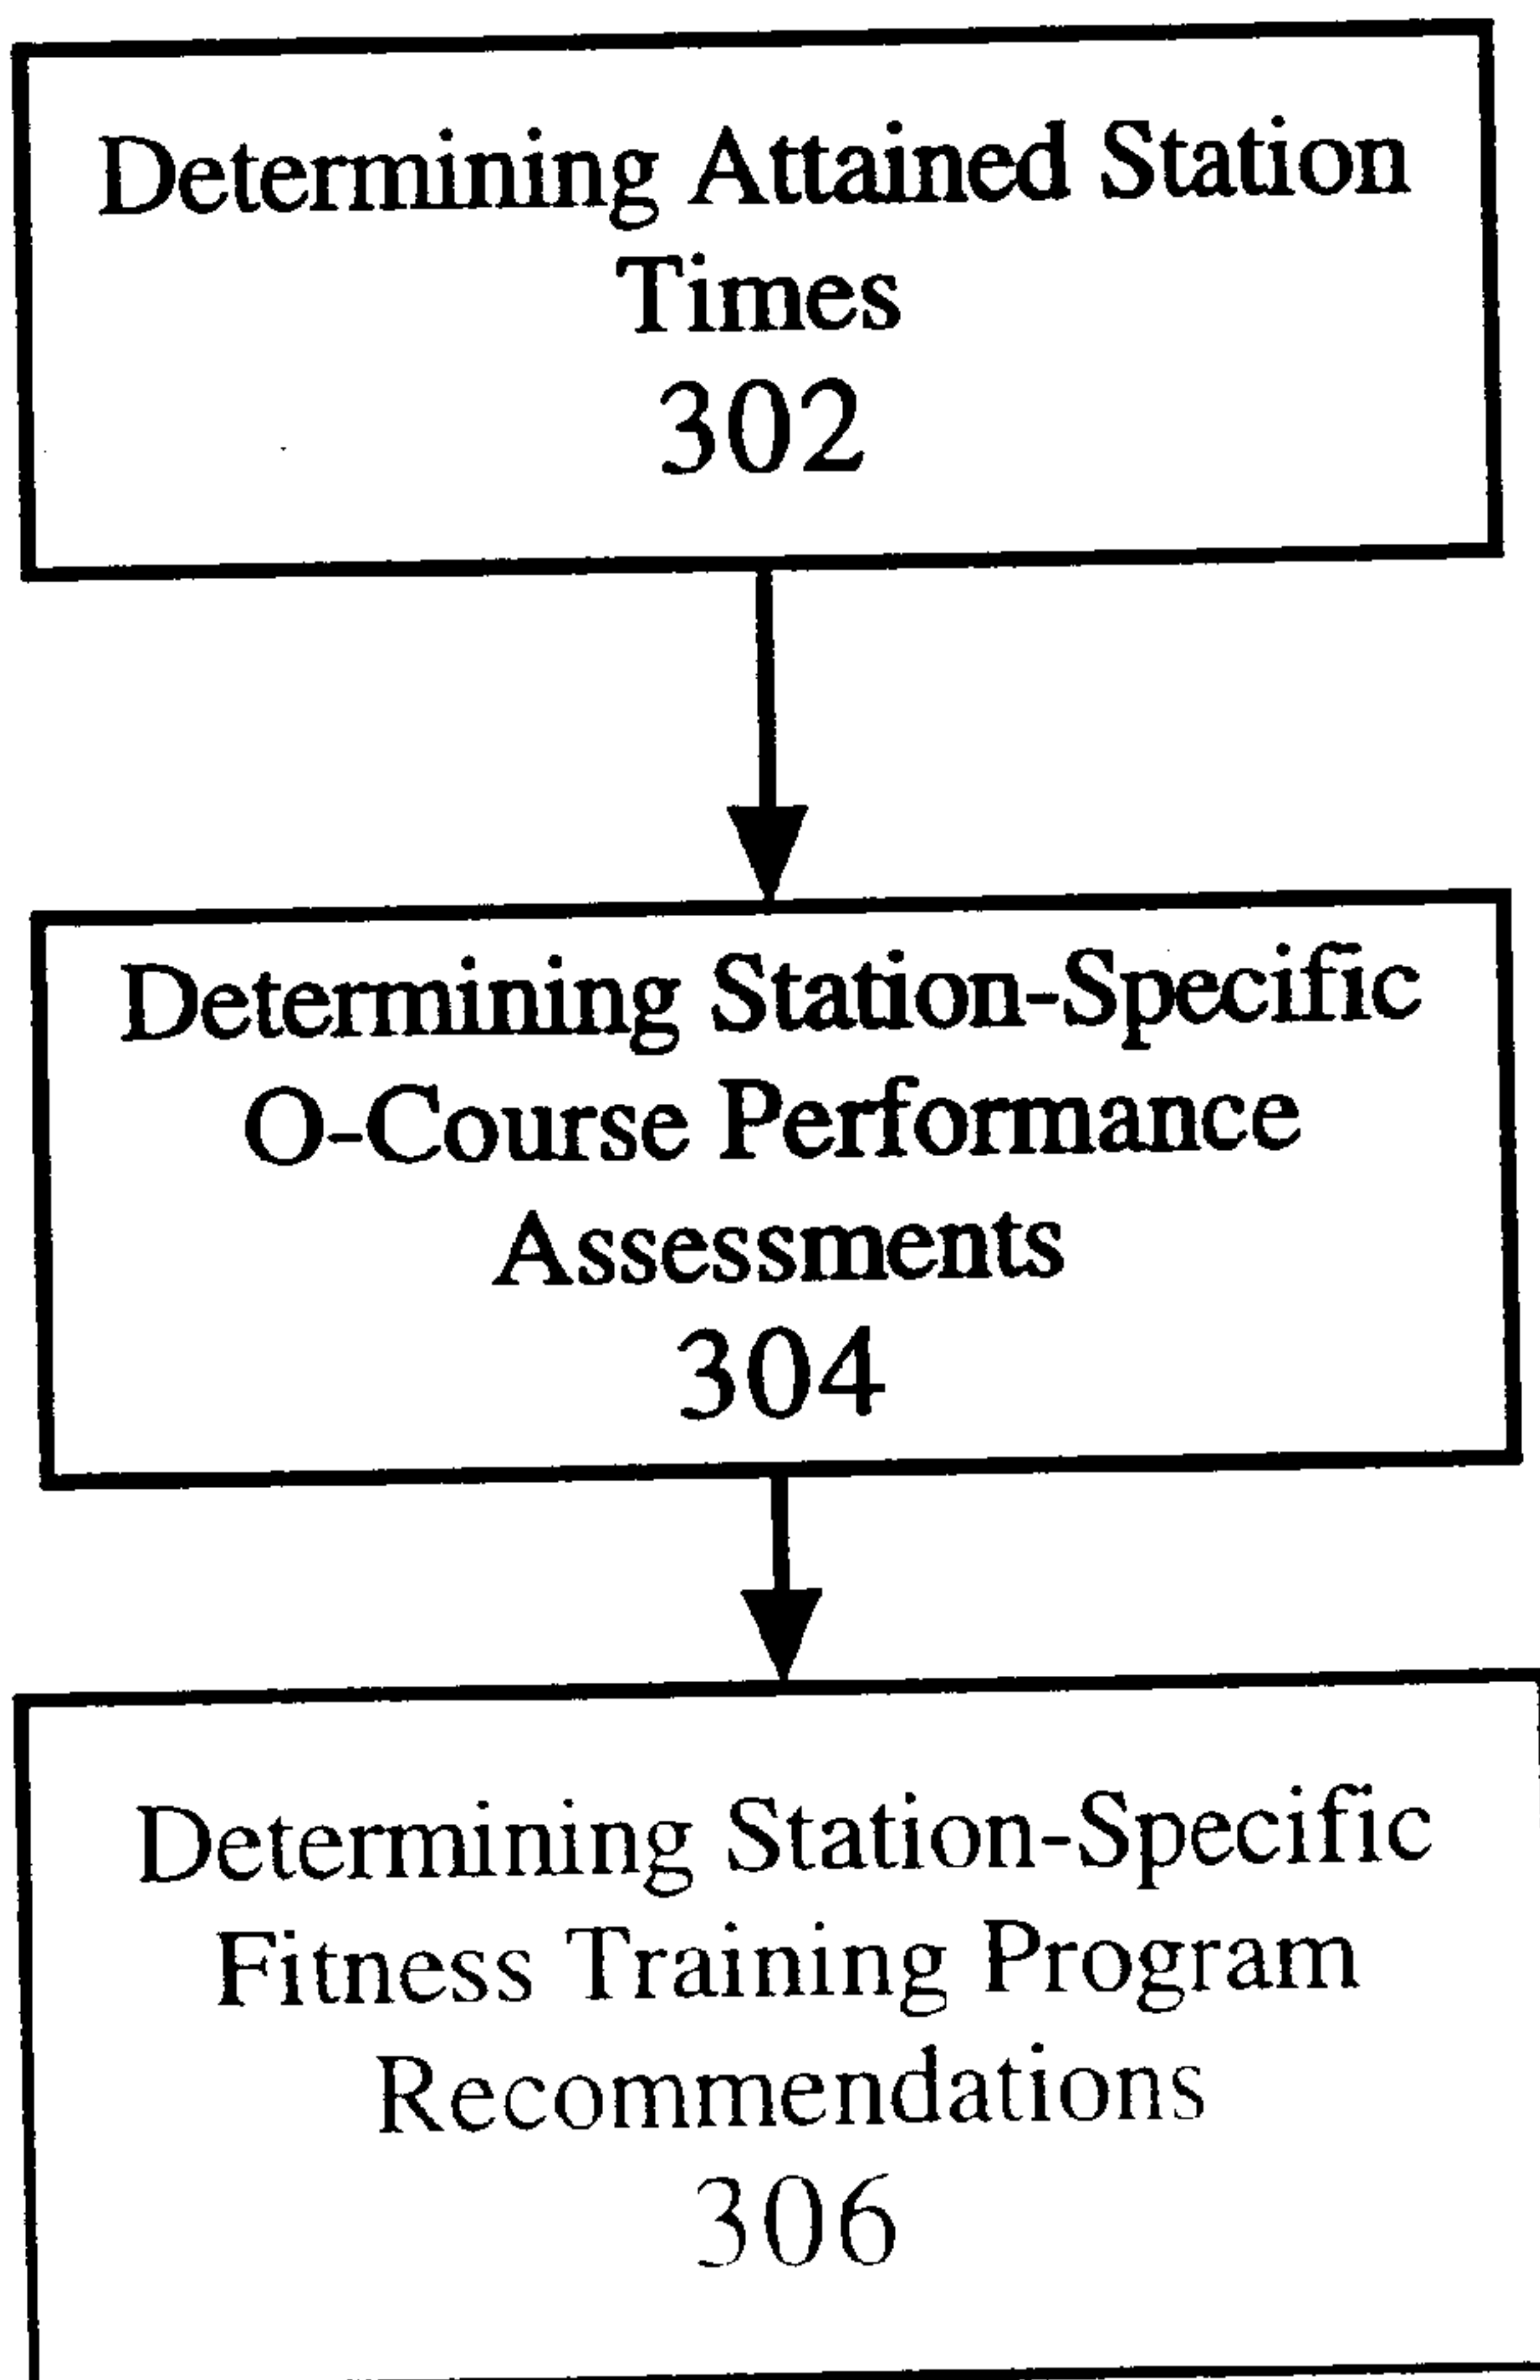 Determining Attained Station
Times
302
Determining Station-Specific
O-Course Performance
Assessments
304
Determining Station-Specific
Fitness Training Program
Recommendations
306